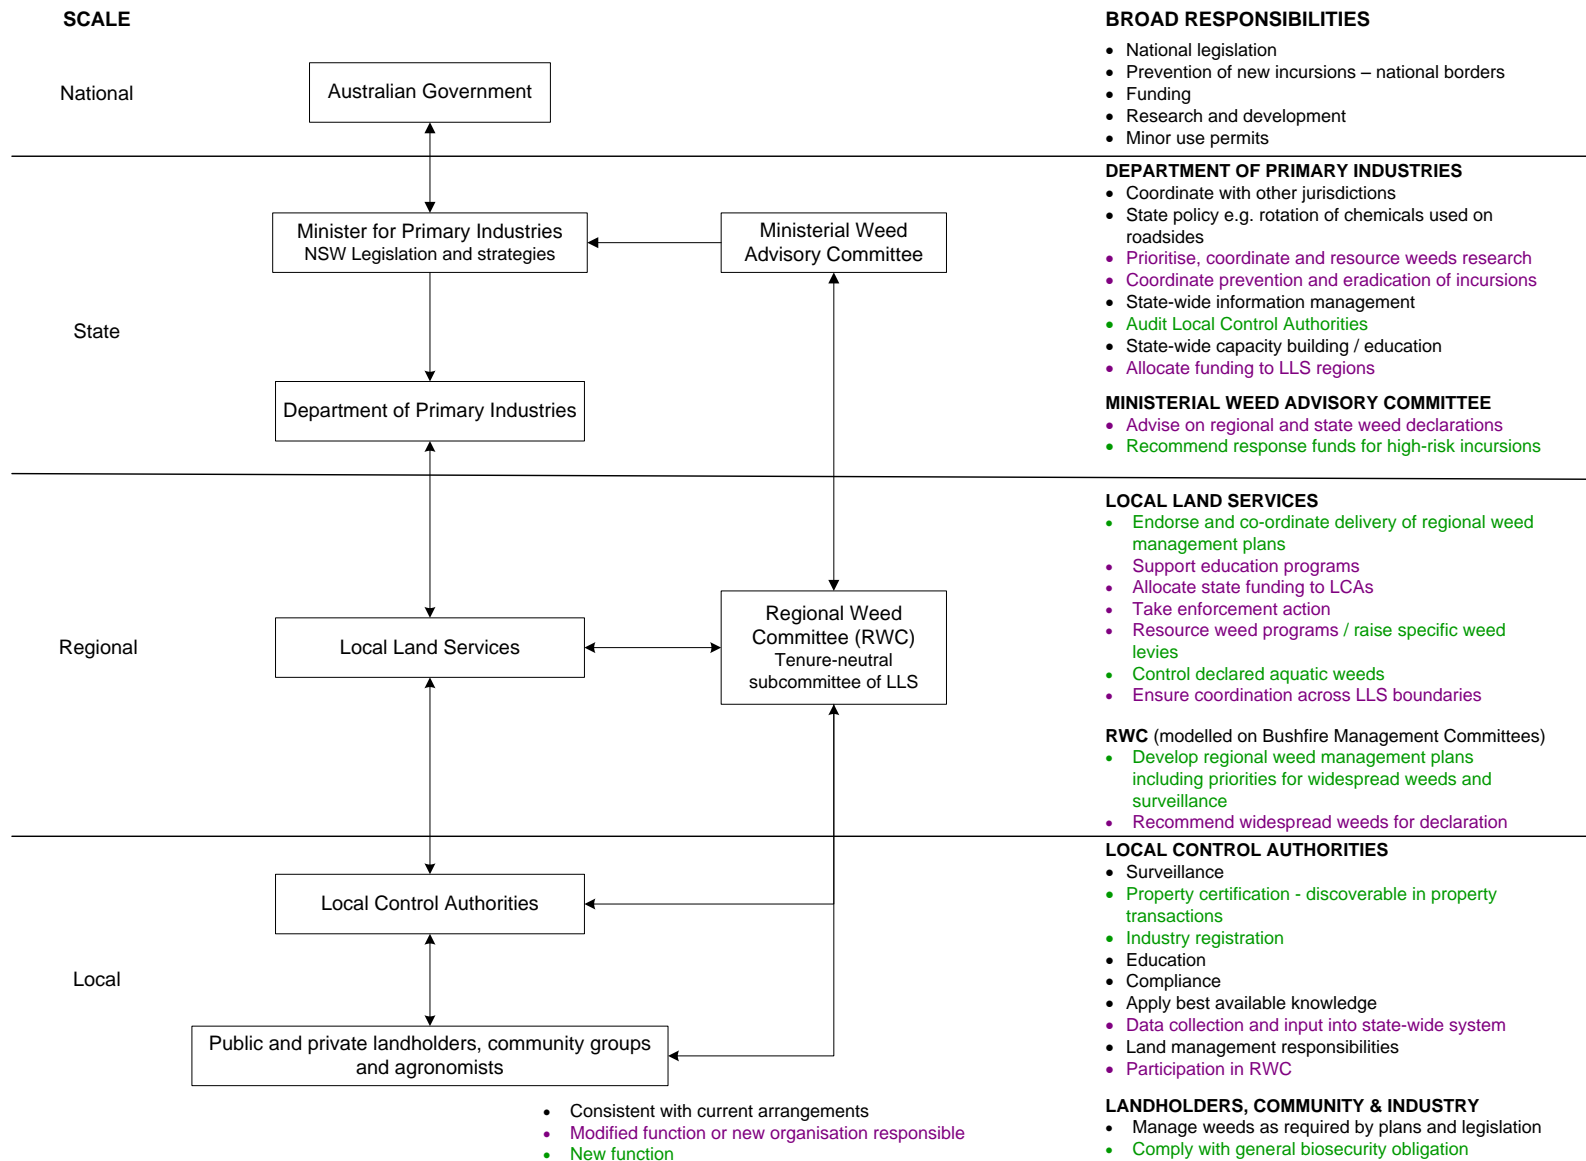 SCALE
National
Australian Government
State
Minister for Primary Industries
NSW Legislation and strategies
Ministerial Weed
Advisory Committee
Department of Primary Industries
Regional
Local Land Services
Regional Weed
Committee (RWC)
Tenure-neutral
subcommittee of LLS
Local
Local Control Authorities
Public and private landholders, community groups
and agronomists
• Consistent with current arrangements
• Modified function or new organisation responsible
• New function
BROAD RESPONSIBILITIES
• National legislation
• Prevention of new incursions – national borders
• Funding
• Research and development
• Minor use permits
DEPARTMENT OF PRIMARY INDUSTRIES
• Coordinate with other jurisdictions
• State policy e.g. rotation of chemicals used on
roadsides
• Prioritise, coordinate and resource weeds research
• Coordinate prevention and eradication of incursions
• State-wide information management
• Audit Local Control Authorities
• State-wide capacity building / education
• Allocate funding to LLS regions
MINISTERIAL WEED ADVISORY COMMITTEE
• Advise on regional and state weed declarations
• Recommend response funds for high-risk incursions
LOCAL LAND SERVICES
• Endorse and co-ordinate delivery of regional weed
management plans
• Support education programs
• Allocate state funding to LCAs
• Take enforcement action
• Resource weed programs / raise specific weed
levies
• Control declared aquatic weeds
• Ensure coordination across LLS boundaries
RWC (modelled on Bushfire Management Committees)
• Develop regional weed management plans
including priorities for widespread weeds and
surveillance
• Recommend widespread weeds for declaration
LOCAL CONTROL AUTHORITIES
• Surveillance
• Property certification - discoverable in property
transactions
• Industry registration
• Education
• Compliance
• Apply best available knowledge
• Data collection and input into state-wide system
• Land management responsibilities
• Participation in RWC
LANDHOLDERS, COMMUNITY & INDUSTRY
• Manage weeds as required by plans and legislation
• Comply with general biosecurity obligation